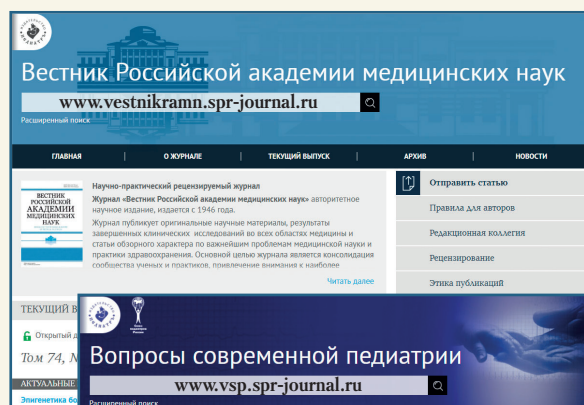 Вестник Российской академии медицинских наук
www.vestnikramn.spr-journal.ru
Расширенный поиск
ГЛАВНАЯ | О ЖУРНАЛЕ | ТЕКУЩИЙ ВЫПУСК | АРХИВ | НОВОСТИ
ВЕСТНИК
РОССИЙСКОЙ
АКАДЕМИИ
МЕДИЦИНСКИХ
НАУК
Научно-практический рецензируемый журнал
Журнал «Вестник Российской академии медицинских наук» авторитетное
научное издание, издается с 1946 года.
Журнал публикует оригинальные научные материалы, результаты
завершенных клинических исследований во всех областях медицины и
статьи обзорного характера по важнейшим проблемам медицинской науки и
практики здравоохранения. Основной целью журнала является консолидация
сообщества ученых и практиков, привлечение внимания к наиболее
Читать далее
Отправить статью
Правила для авторов
Редакционная коллегия
Рецензирование
Этика публикаций
ТЕКУЩИЙ В
Открытый д
Том 74, N
АКТУАЛЬНЫЕ
Эпигенетика бо
Вопросы современной педиатрии
www.vsp.spr-journal.ru
Расширенный поиск